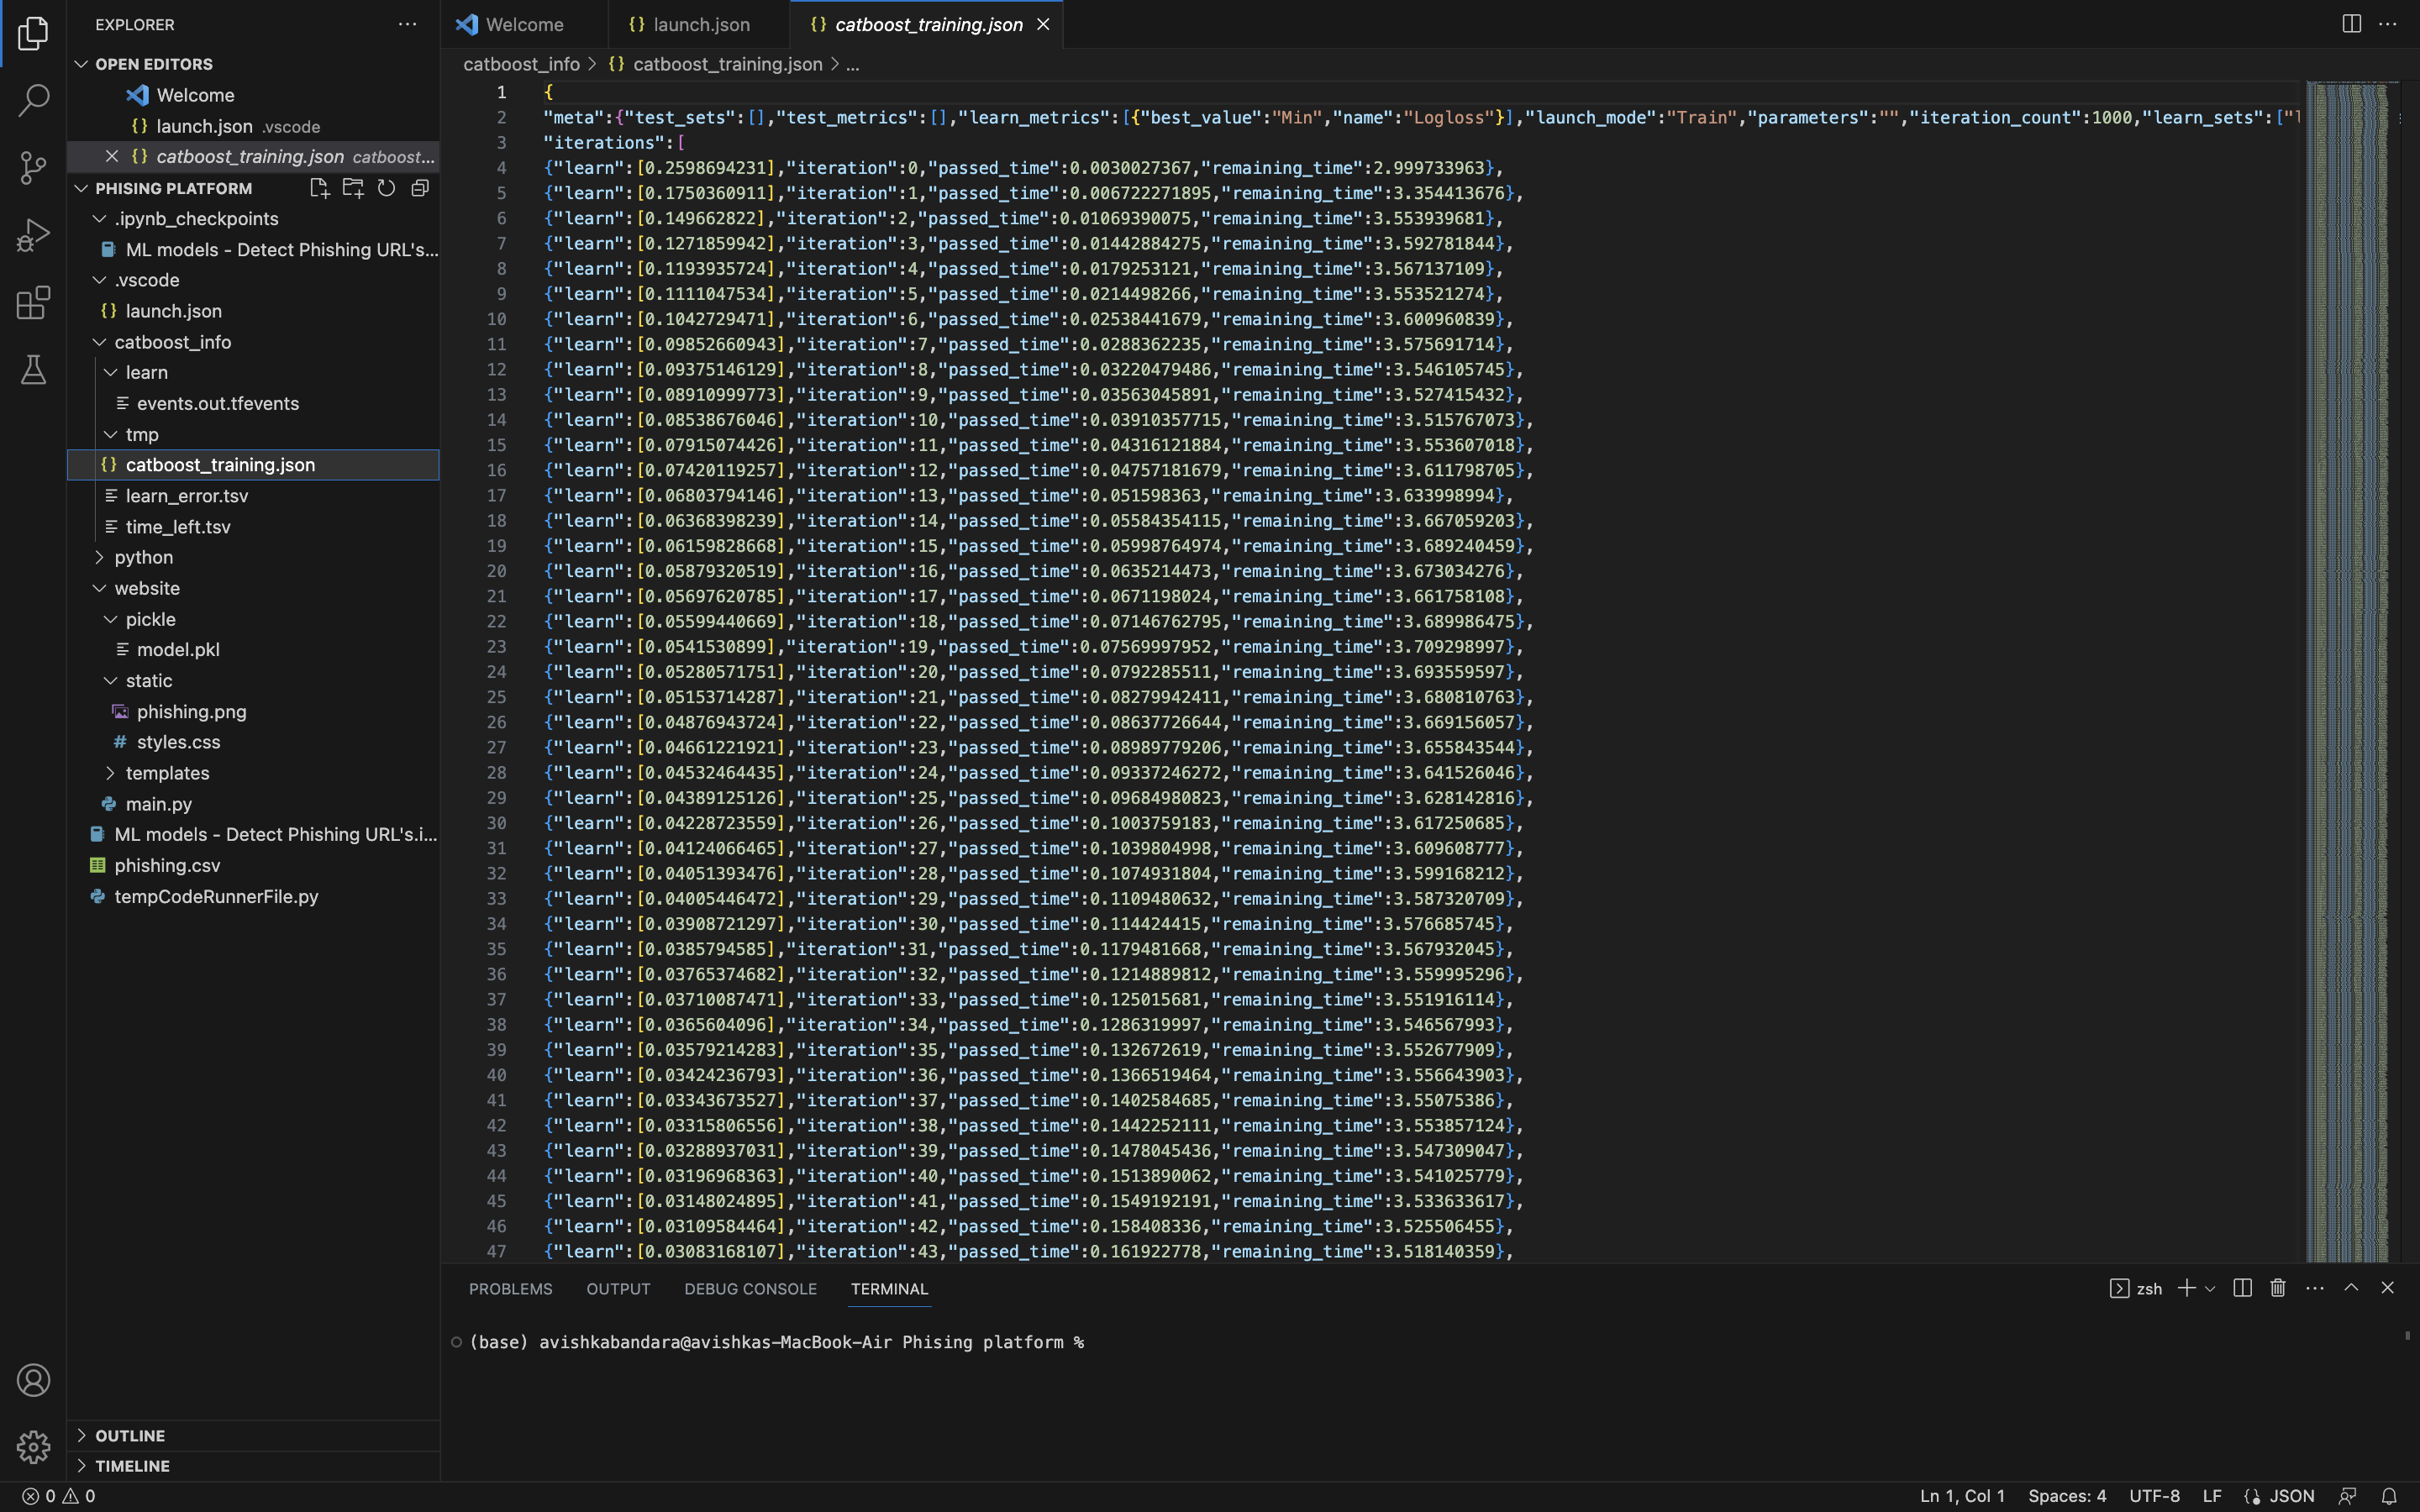 EXPLORER
OPEN EDITORS
Welcome
launch.json .vscode
catboost_training.json catboost...
PHISING PLATFORM
.ipynb_checkpoints
ML models - Detect Phishing URL's...
.vscode
launch.json
catboost_info
learn
events.out.tfevents
tmp
catboost_training.json
learn_error.tsv
time_left.tsv
python
website
pickle
model.pkl
static
phishing.png
styles.css
templates
main.py
ML models - Detect Phishing URL's.i...
phishing.csv
tempCodeRunnerFile.py
OUTLINE
TIMELINE
Welcome
launch.json
catboost_training.json
catboost_info > {} catboost_training.json > ...
1 {
2 "meta":{"test_sets":[],"test_metrics":[],"learn_metrics":[{"best_value":"Min","name":"Logloss"}],"launch_mode":"Train","parameters":"","iteration_count":1000,"learn_sets":["l
3 "iterations":[
4 {"learn":[0.2598694231],"iteration":0,"passed_time":0.0030027367,"remaining_time":2.999733963},
5 {"learn":[0.1750360911],"iteration":1,"passed_time":0.006722271895,"remaining_time":3.354413676},
6 {"learn":[0.149662822],"iteration":2,"passed_time":0.01069390075,"remaining_time":3.553939681},
7 {"learn":[0.1271859942],"iteration":3,"passed_time":0.01442884275,"remaining_time":3.592781844},
8 {"learn":[0.1193935724],"iteration":4,"passed_time":0.0179253121,"remaining_time":3.567137109},
9 {"learn":[0.1111047534],"iteration":5,"passed_time":0.0214498266,"remaining_time":3.553521274},
10 {"learn":[0.1042729471],"iteration":6,"passed_time":0.02538441679,"remaining_time":3.600960839},
11 {"learn":[0.09852660943],"iteration":7,"passed_time":0.0288362235,"remaining_time":3.575691714},
12 {"learn":[0.09375146129],"iteration":8,"passed_time":0.03220479486,"remaining_time":3.546105745},
13 {"learn":[0.08910999773],"iteration":9,"passed_time":0.03563045891,"remaining_time":3.527415432},
14 {"learn":[0.08538676046],"iteration":10,"passed_time":0.03910357715,"remaining_time":3.515767073},
15 {"learn":[0.07915074426],"iteration":11,"passed_time":0.04316121884,"remaining_time":3.553607018},
16 {"learn":[0.07420119257],"iteration":12,"passed_time":0.04757181679,"remaining_time":3.611798705},
17 {"learn":[0.06803794146],"iteration":13,"passed_time":0.051598363,"remaining_time":3.633998994},
18 {"learn":[0.06368398239],"iteration":14,"passed_time":0.05584354115,"remaining_time":3.667059203},
19 {"learn":[0.06159828668],"iteration":15,"passed_time":0.05998764974,"remaining_time":3.689240459},
20 {"learn":[0.05879320519],"iteration":16,"passed_time":0.0635214473,"remaining_time":3.673034276},
21 {"learn":[0.05697620785],"iteration":17,"passed_time":0.0671198024,"remaining_time":3.661758108},
22 {"learn":[0.05599440669],"iteration":18,"passed_time":0.07146762795,"remaining_time":3.689986475},
23 {"learn":[0.0541530899],"iteration":19,"passed_time":0.07569997952,"remaining_time":3.709298997},
24 {"learn":[0.05280571751],"iteration":20,"passed_time":0.0792285511,"remaining_time":3.693559597},
25 {"learn":[0.05153714287],"iteration":21,"passed_time":0.08279942411,"remaining_time":3.680810763},
26 {"learn":[0.04876943724],"iteration":22,"passed_time":0.08637726644,"remaining_time":3.669156057},
27 {"learn":[0.04661221921],"iteration":23,"passed_time":0.08989779206,"remaining_time":3.655843544},
28 {"learn":[0.04532464435],"iteration":24,"passed_time":0.09337246272,"remaining_time":3.641526046},
29 {"learn":[0.04389125126],"iteration":25,"passed_time":0.09684980823,"remaining_time":3.628142816},
30 {"learn":[0.04228723559],"iteration":26,"passed_time":0.1003759183,"remaining_time":3.617250685},
31 {"learn":[0.04124066465],"iteration":27,"passed_time":0.1039804998,"remaining_time":3.609608777},
32 {"learn":[0.04051393476],"iteration":28,"passed_time":0.1074931804,"remaining_time":3.599168212},
33 {"learn":[0.04005446472],"iteration":29,"passed_time":0.1109480632,"remaining_time":3.587320709},
34 {"learn":[0.03908721297],"iteration":30,"passed_time":0.114424415,"remaining_time":3.576685745},
35 {"learn":[0.0385794585],"iteration":31,"passed_time":0.1179481668,"remaining_time":3.567932045},
36 {"learn":[0.03765374682],"iteration":32,"passed_time":0.1214889812,"remaining_time":3.559995296},
37 {"learn":[0.03710087471],"iteration":33,"passed_time":0.125015681,"remaining_time":3.551916114},
38 {"learn":[0.0365604096],"iteration":34,"passed_time":0.1286319997,"remaining_time":3.546567993},
39 {"learn":[0.03579214283],"iteration":35,"passed_time":0.132672619,"remaining_time":3.552677909},
40 {"learn":[0.03424236793],"iteration":36,"passed_time":0.1366519464,"remaining_time":3.556643903},
41 {"learn":[0.03343673527],"iteration":37,"passed_time":0.1402584685,"remaining_time":3.55075386},
42 {"learn":[0.03315806556],"iteration":38,"passed_time":0.1442252111,"remaining_time":3.553857124},
43 {"learn":[0.03288937031],"iteration":39,"passed_time":0.1478045436,"remaining_time":3.547309047},
44 {"learn":[0.03196968363],"iteration":40,"passed_time":0.1513890062,"remaining_time":3.541025779},
45 {"learn":[0.03148024895],"iteration":41,"passed_time":0.1549192191,"remaining_time":3.533633617},
46 {"learn":[0.03109584464],"iteration":42,"passed_time":0.158408336,"remaining_time":3.525506455},
47 {"learn":[0.03083168107],"iteration":43,"passed_time":0.161922778,"remaining_time":3.518140359},
PROBLEMS OUTPUT DEBUG CONSOLE TERMINAL
zsh
(base) avishkabandara@avishkas-MacBook-Air Phising platform %
0 0
Ln 1, Col 1 Spaces: 4 UTF-8 LF {} JSON